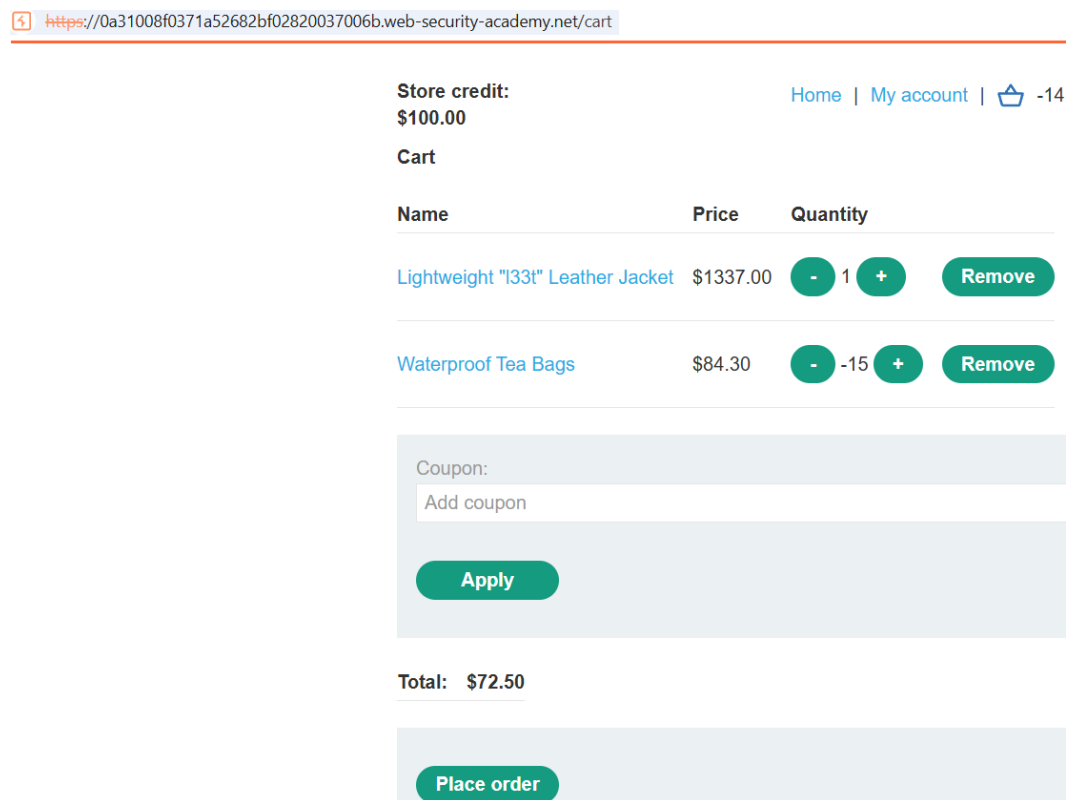 https://0a31008f0371a52682bf02820037006b.web-security-academy.net/cart
Store credit:
$100.00
Home | My account | -14
Cart
Name Price Quantity
Lightweight "l33t" Leather Jacket $1337.00 - 1 + Remove
Waterproof Tea Bags $84.30 - -15 + Remove
Coupon:
Add coupon
Apply
Total: $72.50
Place order